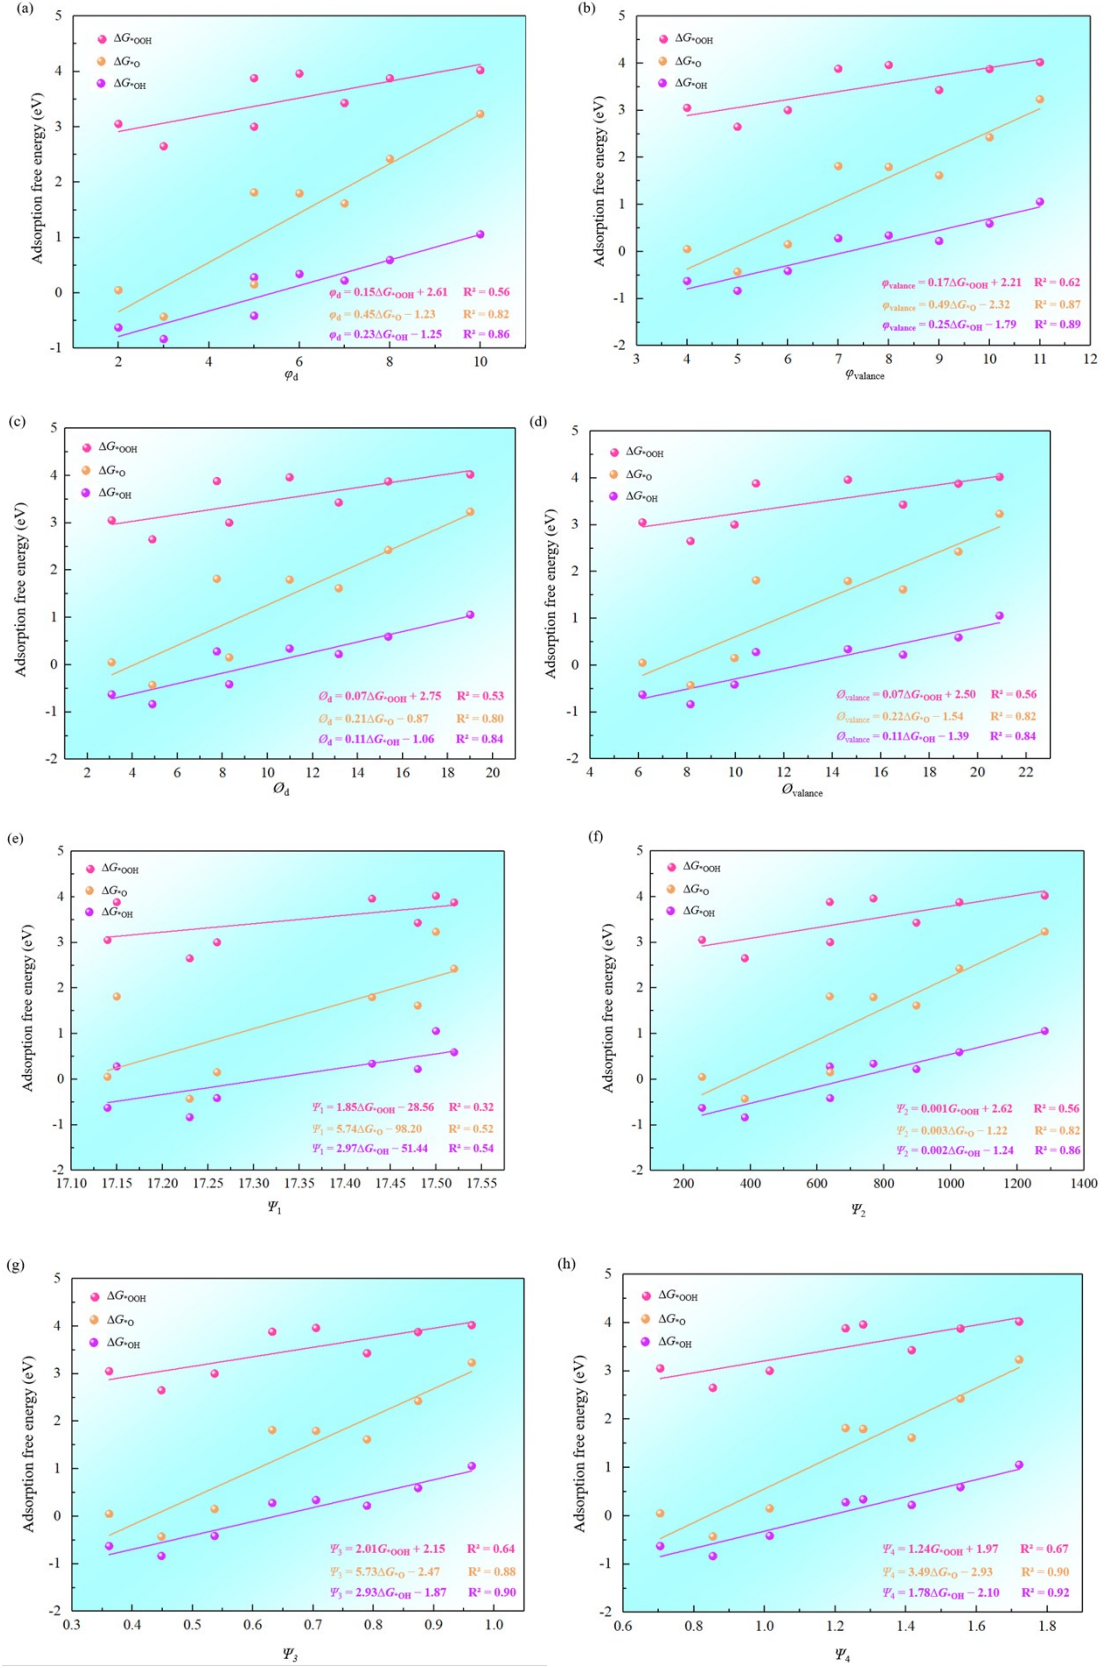 (a)
5
4
3
2
1
0
-1
Adsorption free energy (eV)
ΔG*OOH
ΔG*O
ΔG*OH
φd = 0.15ΔG*OOH + 2.61 R² = 0.56
φd = 0.45ΔG*O − 1.23 R² = 0.82
φd = 0.23ΔG*OH − 1.25 R² = 0.86
2 4 6 8 10
φd
(b)
5
4
3
2
1
0
-1
-2
Adsorption free energy (eV)
ΔG*OOH
ΔG*O
ΔG*OH
φvalance = 0.17ΔG*OOH + 2.21 R² = 0.62
φvalance = 0.49ΔG*O − 2.32 R² = 0.87
φvalance = 0.25ΔG*OH − 1.79 R² = 0.89
3 4 5 6 7 8 9 10 11 12
φvalance
(c)
5
4
3
2
1
0
-1
-2
Adsorption free energy (eV)
ΔG*OOH
ΔG*O
ΔG*OH
Ød = 0.07ΔG*OOH + 2.75 R² = 0.53
Ød = 0.21ΔG*O − 0.87 R² = 0.80
Ød = 0.11ΔG*OH − 1.06 R² = 0.84
2 4 6 8 10 12 14 16 18 20
Ød
(d)
5
4
3
2
1
0
-1
-2
Adsorption free energy (eV)
ΔG*OOH
ΔG*O
ΔG*OH
Øvalance = 0.07ΔG*OOH + 2.50 R² = 0.56
Øvalance = 0.22ΔG*O − 1.54 R² = 0.82
Øvalance = 0.11ΔG*OH − 1.39 R² = 0.84
4 6 8 10 12 14 16 18 20 22
Øvalance
(e)
5
4
3
2
1
0
-1
-2
Adsorption free energy (eV)
ΔG*OOH
ΔG*O
ΔG*OH
Ψ1 = 1.85ΔG*OOH − 28.56 R² = 0.32
Ψ1 = 5.74ΔG*O − 98.20 R² = 0.52
Ψ1 = 2.97ΔG*OH − 51.44 R² = 0.54
17.10 17.15 17.20 17.25 17.30 17.35 17.40 17.45 17.50 17.55
Ψ1
(f)
5
4
3
2
1
0
-1
-2
Adsorption free energy (eV)
ΔG*OOH
ΔG*O
ΔG*OH
Ψ2 = 0.001G*OOH + 2.62 R² = 0.56
Ψ2 = 0.003ΔG*O − 1.22 R² = 0.82
Ψ2 = 0.002ΔG*OH − 1.24 R² = 0.86
200 400 600 800 1000 1200 1400
Ψ2
(g)
5
4
3
2
1
0
-1
-2
Adsorption free energy (eV)
ΔG*OOH
ΔG*O
ΔG*OH
Ψ3 = 2.01G*OOH + 2.15 R² = 0.64
Ψ3 = 5.73ΔG*O − 2.47 R² = 0.88
Ψ3 = 2.93ΔG*OH − 1.87 R² = 0.90
0.3 0.4 0.5 0.6 0.7 0.8 0.9 1.0
Ψ3
(h)
5
4
3
2
1
0
-1
-2
Adsorption free energy (eV)
ΔG*OOH
ΔG*O
ΔG*OH
Ψ4 = 1.24G*OOH + 1.97 R² = 0.67
Ψ4 = 3.49ΔG*O − 2.93 R² = 0.90
Ψ4 = 1.78ΔG*OH − 2.10 R² = 0.92
0.6 0.8 1.0 1.2 1.4 1.6 1.8
Ψ4